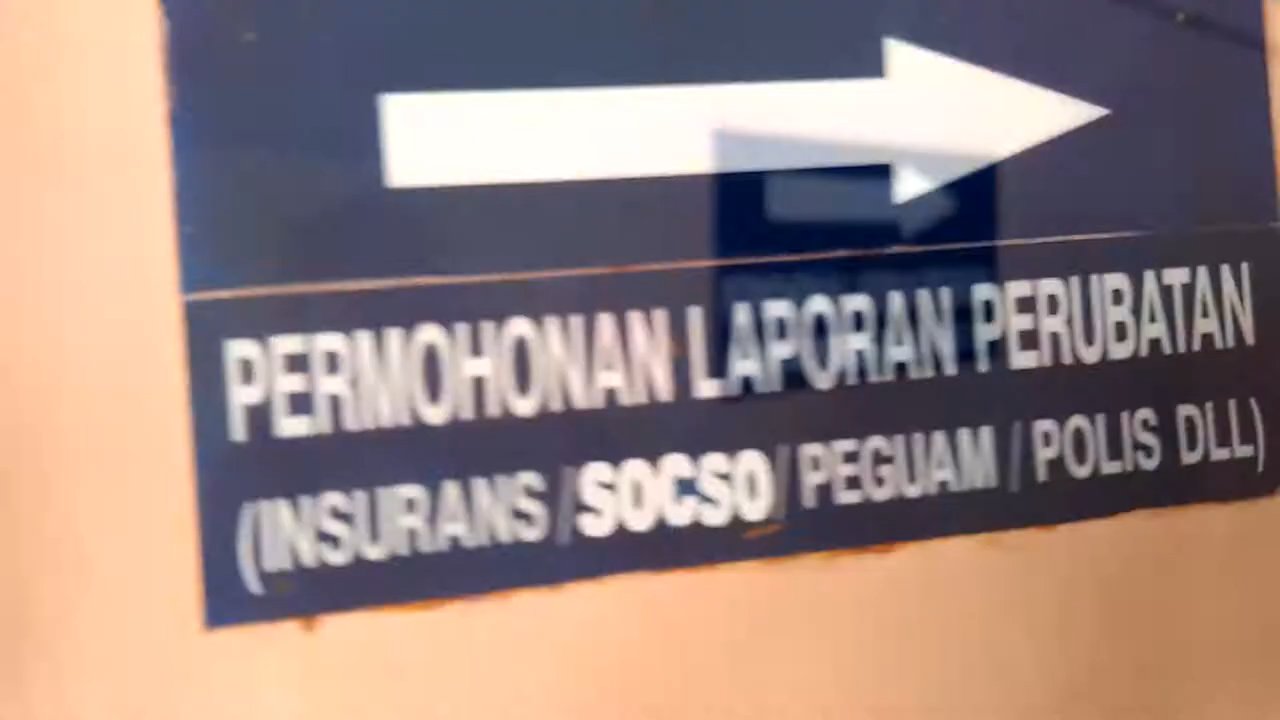 PERMOHONAN LAPORAN PERUBATAN
(INSURANS / SOCSO / PEGUAM / POLIS DLL)